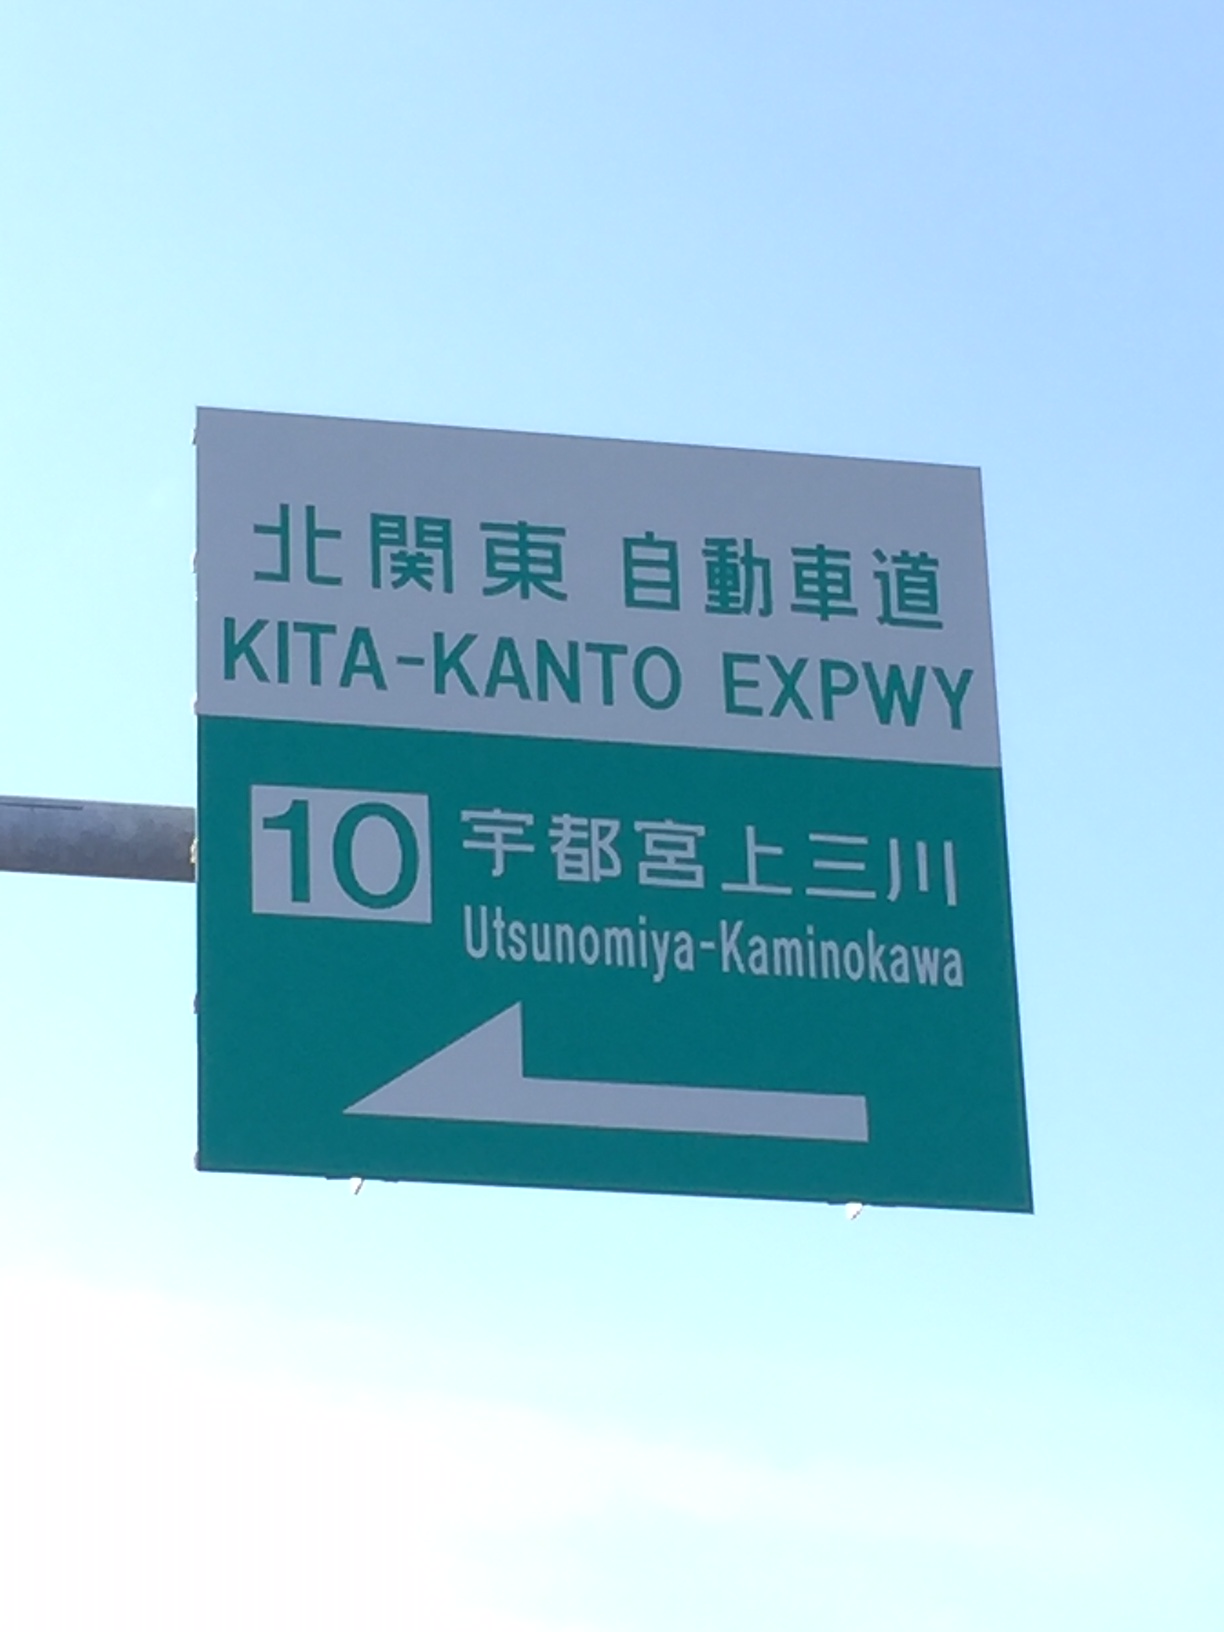 北関東 自動車道
KITA-KANTO EXPWY
10 宇都宮上三川
Utsunomiya-Kaminokawa